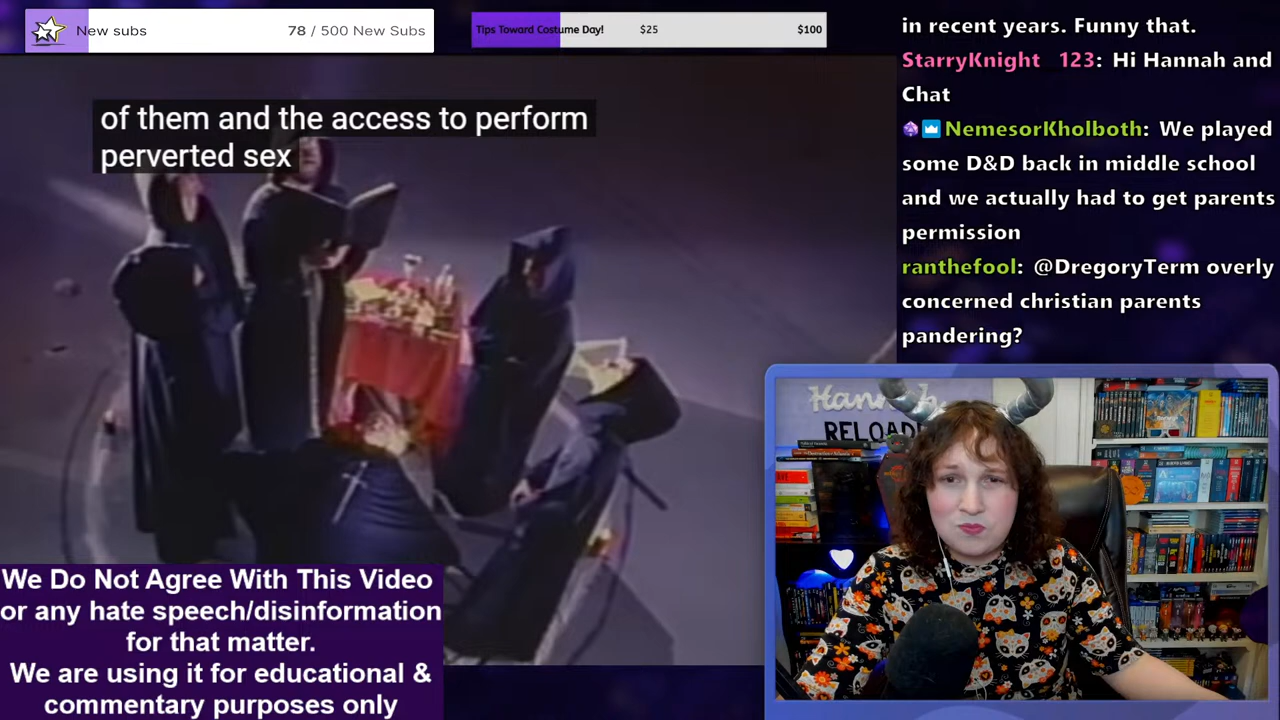 New subs
78 / 500 New Subs
Tips Toward Costume Day!
$25
$100
of them and the access to perform
perverted sex
in recent years. Funny that.
StarryKnight_123: Hi Hannah and
Chat
NemesorKholboth: We played
some D&D back in middle school
and we actually had to get parents
permission
ranthefool: @DregoryTerm overly
concerned christian parents
pandering?
Hannah
RELOAD
We Do Not Agree With This Video
or any hate speech/disinformation
for that matter.
We are using it for educational &
commentary purposes only